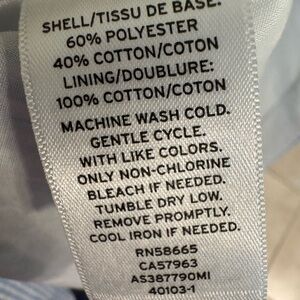 SHELL/TISSU DE BASE:
60% POLYESTER
40% COTTON/COTON
LINING/DOUBLURE:
100% COTTON/COTON
MACHINE WASH COLD.
GENTLE CYCLE.
WITH LIKE COLORS.
ONLY NON-CHLORINE
BLEACH IF NEEDED.
TUMBLE DRY LOW.
REMOVE PROMPTLY.
COOL IRON IF NEEDED.
RN58665
CA57963
AS387790MI
40103-1